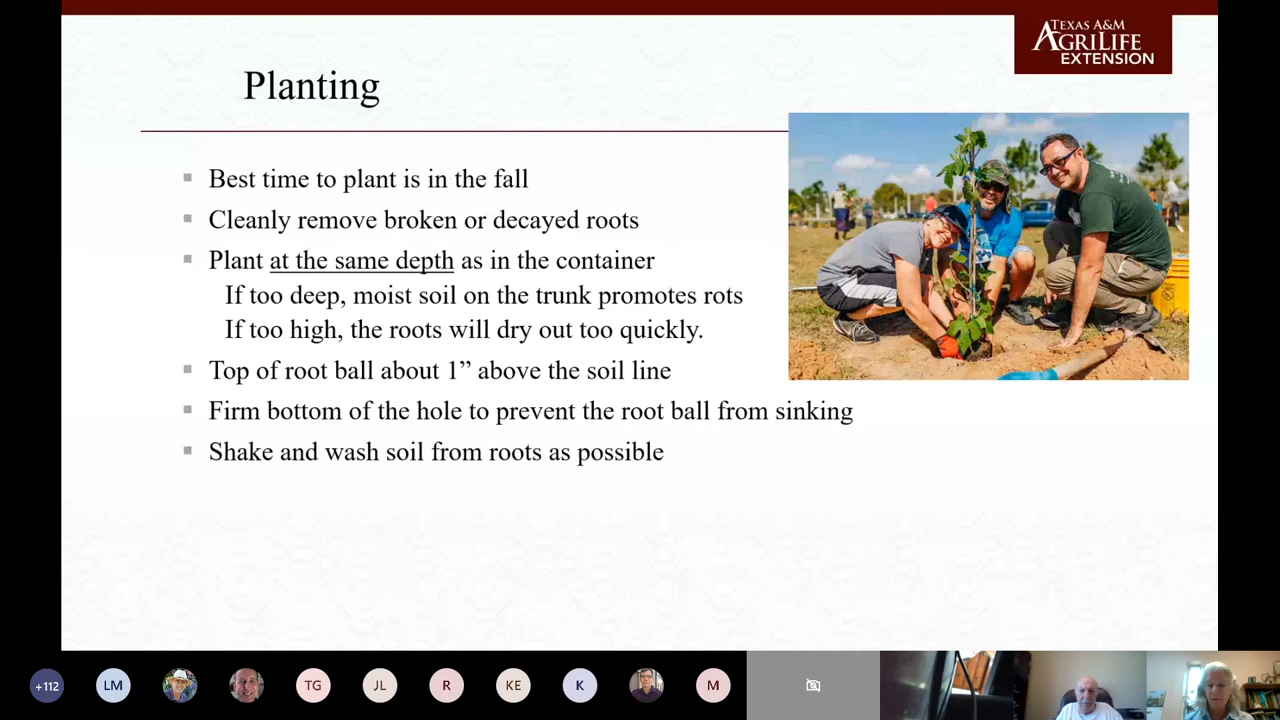 TEXAS A&M
AGRILIFE
EXTENSION
Planting
Best time to plant is in the fall
Cleanly remove broken or decayed roots
Plant at the same depth as in the container
If too deep, moist soil on the trunk promotes rots
If too high, the roots will dry out too quickly.
Top of root ball about 1” above the soil line
Firm bottom of the hole to prevent the root ball from sinking
Shake and wash soil from roots as possible
+112 LM TG JL R KE K M